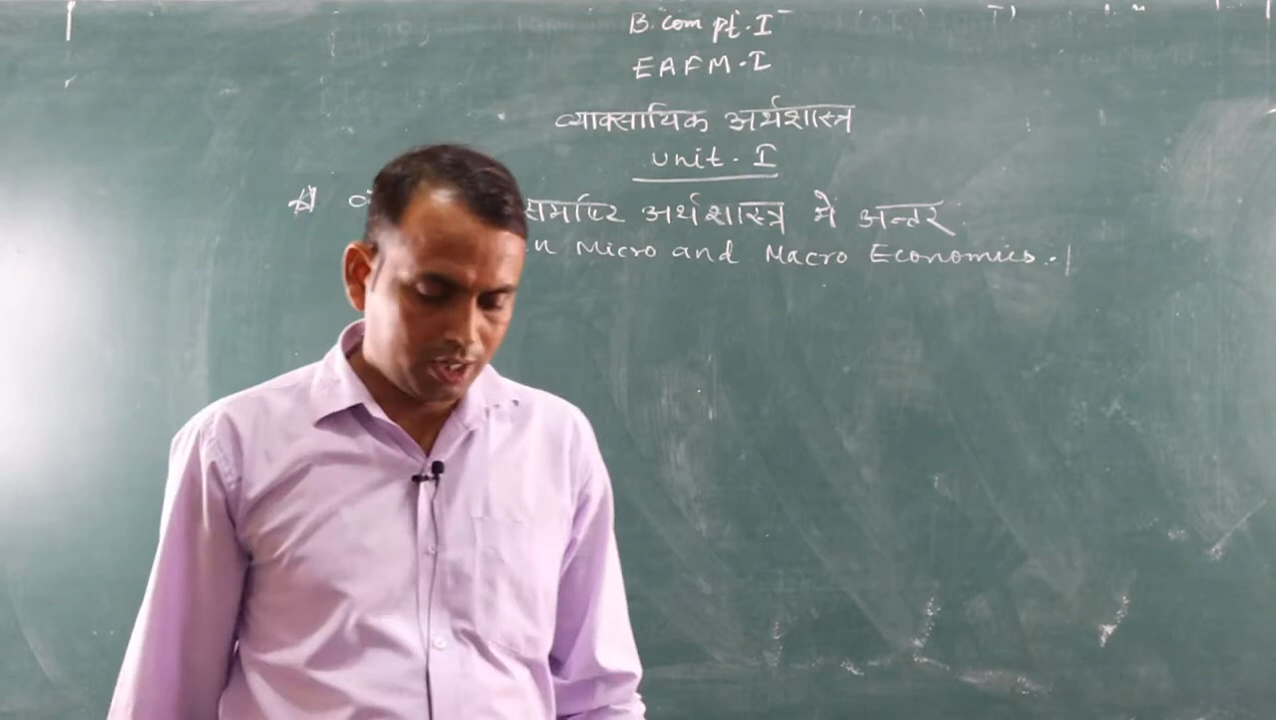 B. com pt. I
EAFM-I
व्यावसायिक अर्थशास्त्र
Unit. I
समष्टि अर्थशास्त्र में अन्तर
Micro and Macro Economics.